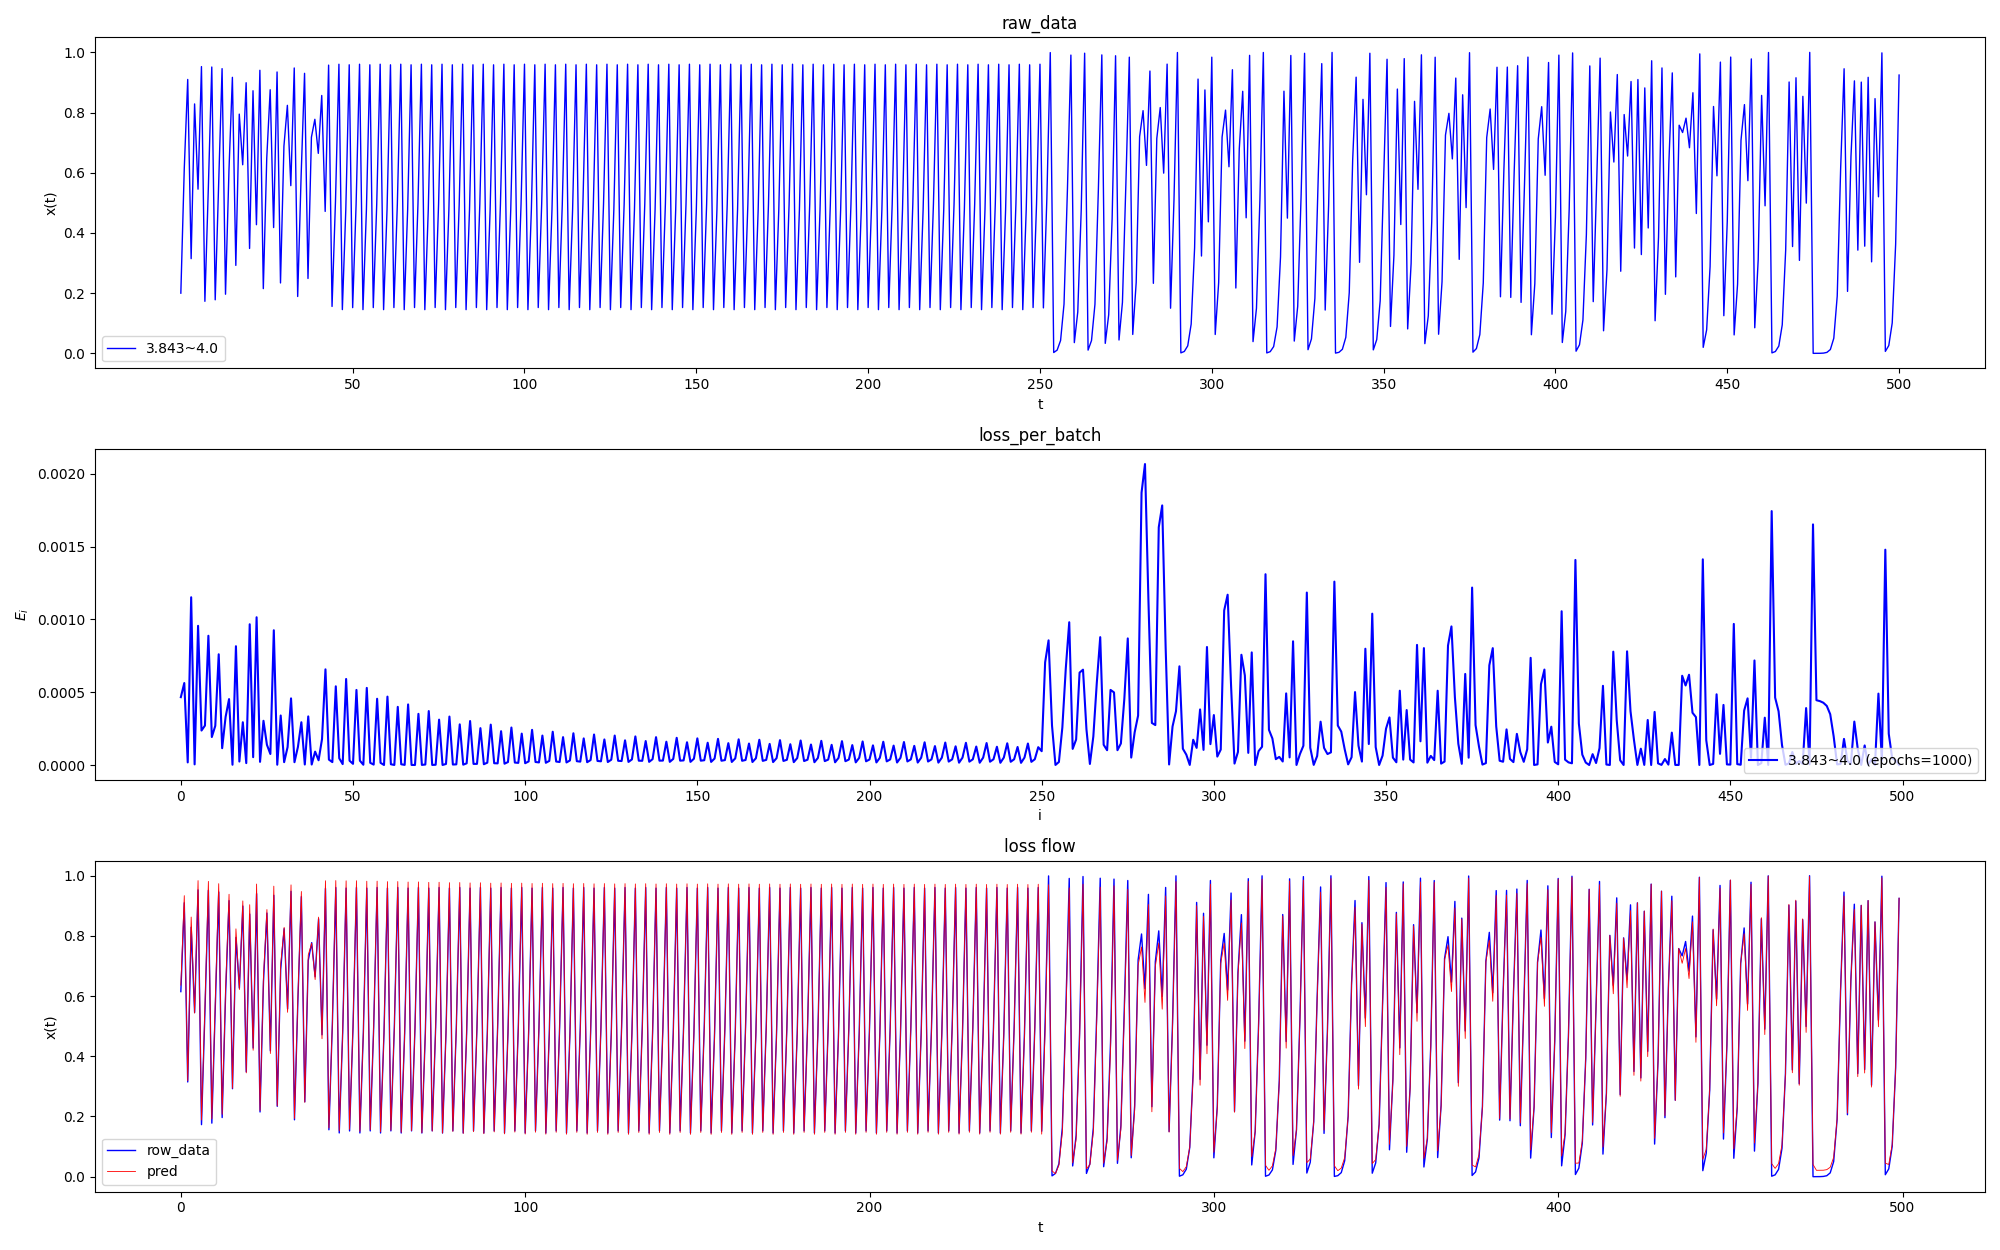 raw_data
1.0
0.8
0.6
0.4
0.2
0.0
x(t)
3.843~4.0
50 100 150 200 250 300 350 400 450 500
t
loss_per_batch
0.0020
0.0015
0.0010
0.0005
0.0000
E_i
3.843~4.0 (epochs=1000)
0 50 100 150 200 250 300 350 400 450 500
i
loss flow
1.0
0.8
0.6
0.4
0.2
0.0
x(t)
row_data
pred
0 100 200 300 400 500
t